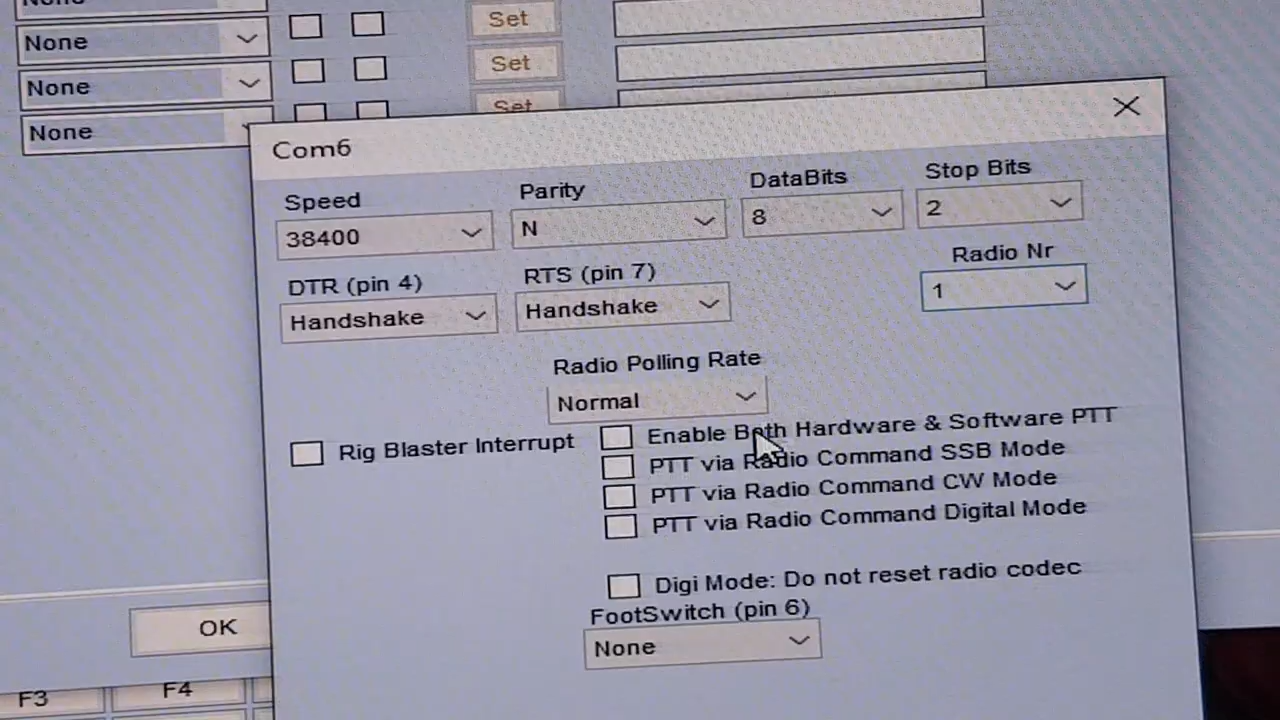 None
Set
None
Set
None
Set
None
Com6
Speed
Parity
DataBits
Stop Bits
38400
N
8
2
DTR (pin 4)
RTS (pin 7)
Radio Nr
Handshake
Handshake
1
Radio Polling Rate
Normal
Rig Blaster Interrupt
Enable Both Hardware & Software PTT
PTT via Radio Command SSB Mode
PTT via Radio Command CW Mode
PTT via Radio Command Digital Mode
Digi Mode: Do not reset radio codec
FootSwitch (pin 6)
None
OK
F3
F4